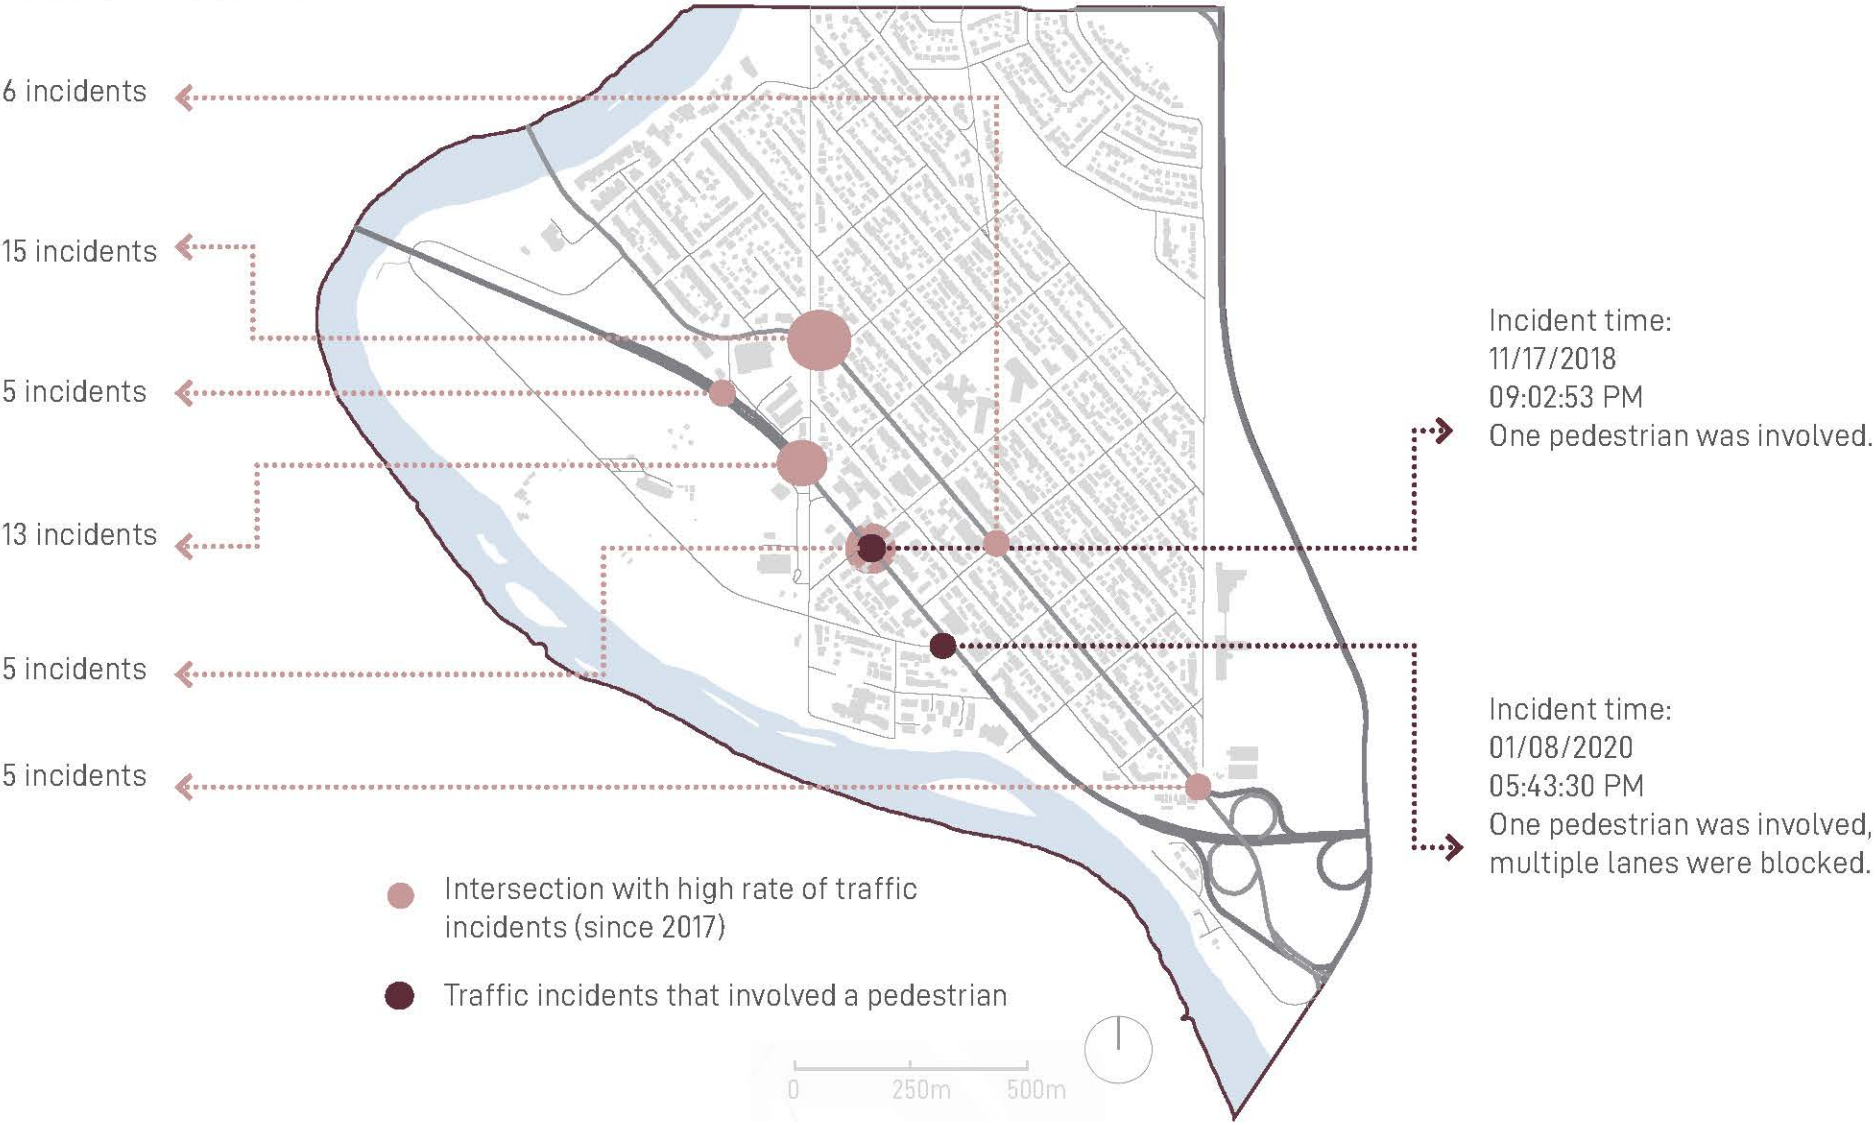 6 incidents
15 incidents
5 incidents
13 incidents
5 incidents
5 incidents
Incident time:
11/17/2018
09:02:53 PM
One pedestrian was involved.
Incident time:
01/08/2020
05:43:30 PM
One pedestrian was involved,
multiple lanes were blocked.
Intersection with high rate of traffic
incidents (since 2017)
Traffic incidents that involved a pedestrian
0 250m 500m